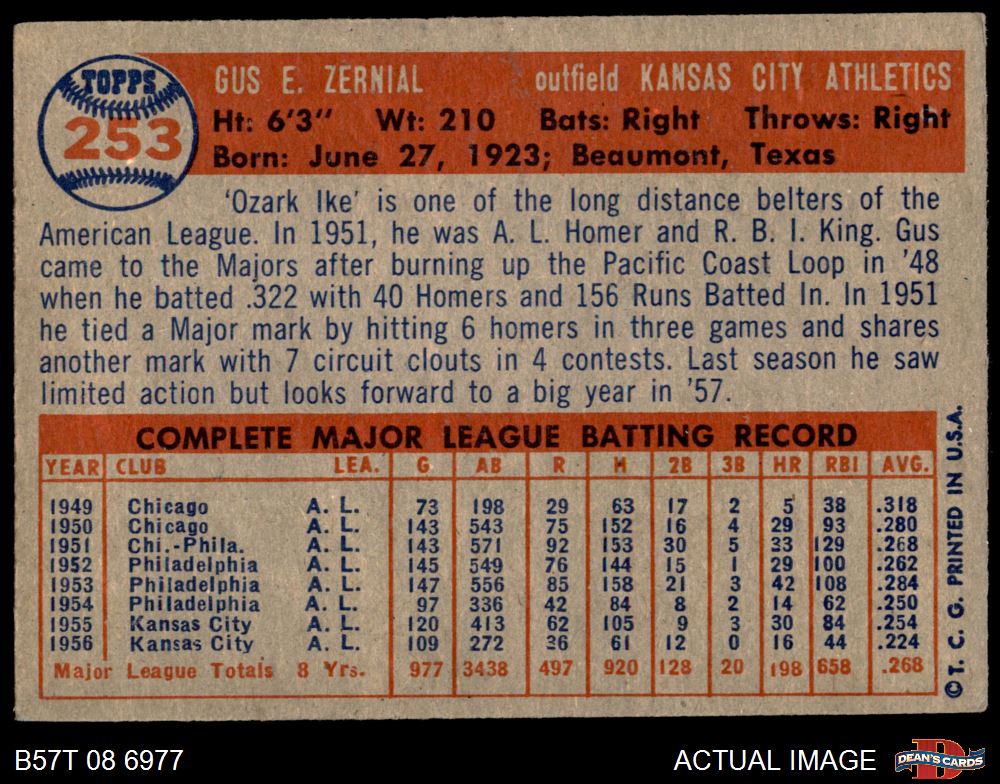 TOPPS
253
GUS E. ZERNIAL outfield KANSAS CITY ATHLETICS
Ht: 6'3" Wt: 210 Bats: Right Throws: Right
Born: June 27, 1923; Beaumont, Texas
'Ozark Ike' is one of the long distance belters of the
American League. In 1951, he was A. L. Homer and R. B. I. King. Gus
came to the Majors after burning up the Pacific Coast Loop in '48
when he batted .322 with 40 Homers and 156 Runs Batted In. In 1951
he tied a Major mark by hitting 6 homers in three games and shares
another mark with 7 circuit clouts in 4 contests. Last season he saw
limited action but looks forward to a big year in '57.
COMPLETE MAJOR LEAGUE BATTING RECORD
YEAR CLUB LEA. G AB R H 2B 3B HR RBI AVG.
1949 Chicago A. L. 73 198 29 63 17 2 5 38 .318
1950 Chicago A. L. 143 543 75 152 16 4 29 93 .280
1951 Chi.-Phila. A. L. 143 571 92 153 30 5 33 129 .268
1952 Philadelphia A. L. 145 549 76 144 15 1 29 100 .262
1953 Philadelphia A. L. 147 556 85 158 21 3 42 108 .284
1954 Philadelphia A. L. 97 336 42 84 8 2 14 62 .250
1955 Kansas City A. L. 120 413 62 105 9 3 30 84 .254
1956 Kansas City A. L. 109 272 36 61 12 0 16 44 .224
Major League Totals 8 Yrs. 977 3438 497 920 128 20 198 658 .268
© T. C. G. PRINTED IN U.S.A.
B57T 08 6977
ACTUAL IMAGE
D
DEAN'S CARDS